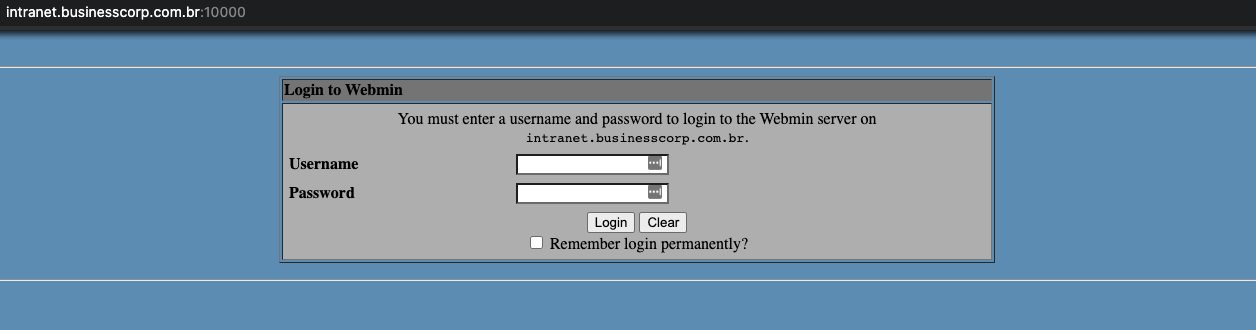 intranet.businesscorp.com.br:10000
Login to Webmin
You must enter a username and password to login to the Webmin server on
intranet.businesscorp.com.br.
Username
Password
Login Clear
Remember login permanently?